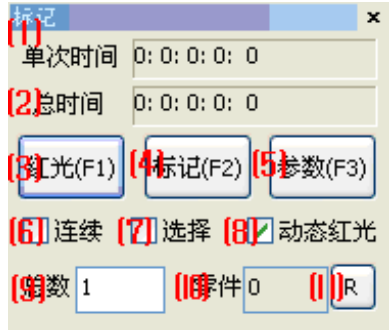 标记 ×
(1) 单次时间 0: 0: 0: 0: 0
(2) 总时间 0: 0: 0: 0: 0
(3) 红光(F1) (4) 标记(F2) (5) 参数(F3)
(6) 连续 (7) 选择 (8) 动态红光
(9) 总数 1 (10) 零件 0 (11) R